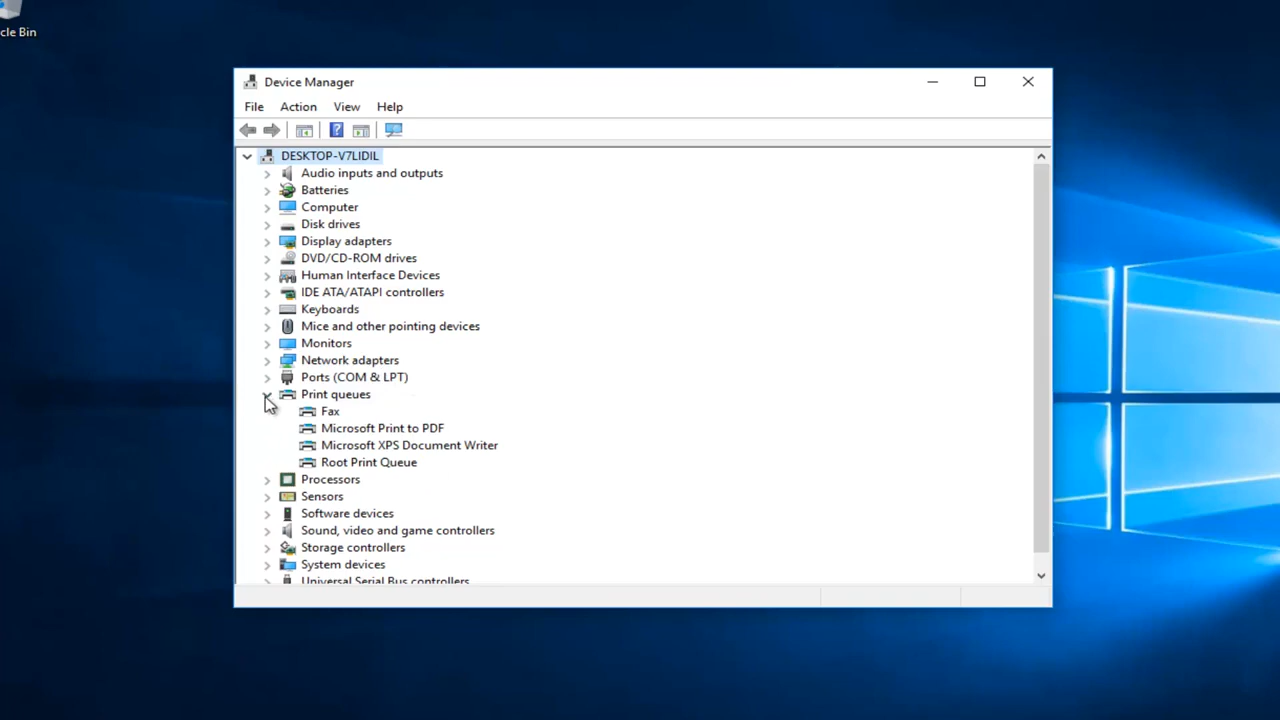 cle Bin
Device Manager
File Action View Help
DESKTOP-V7LIDIL
Audio inputs and outputs
Batteries
Computer
Disk drives
Display adapters
DVD/CD-ROM drives
Human Interface Devices
IDE ATA/ATAPI controllers
Keyboards
Mice and other pointing devices
Monitors
Network adapters
Ports (COM & LPT)
Print queues
Fax
Microsoft Print to PDF
Microsoft XPS Document Writer
Root Print Queue
Processors
Sensors
Software devices
Sound, video and game controllers
Storage controllers
System devices
Universal Serial Bus controllers